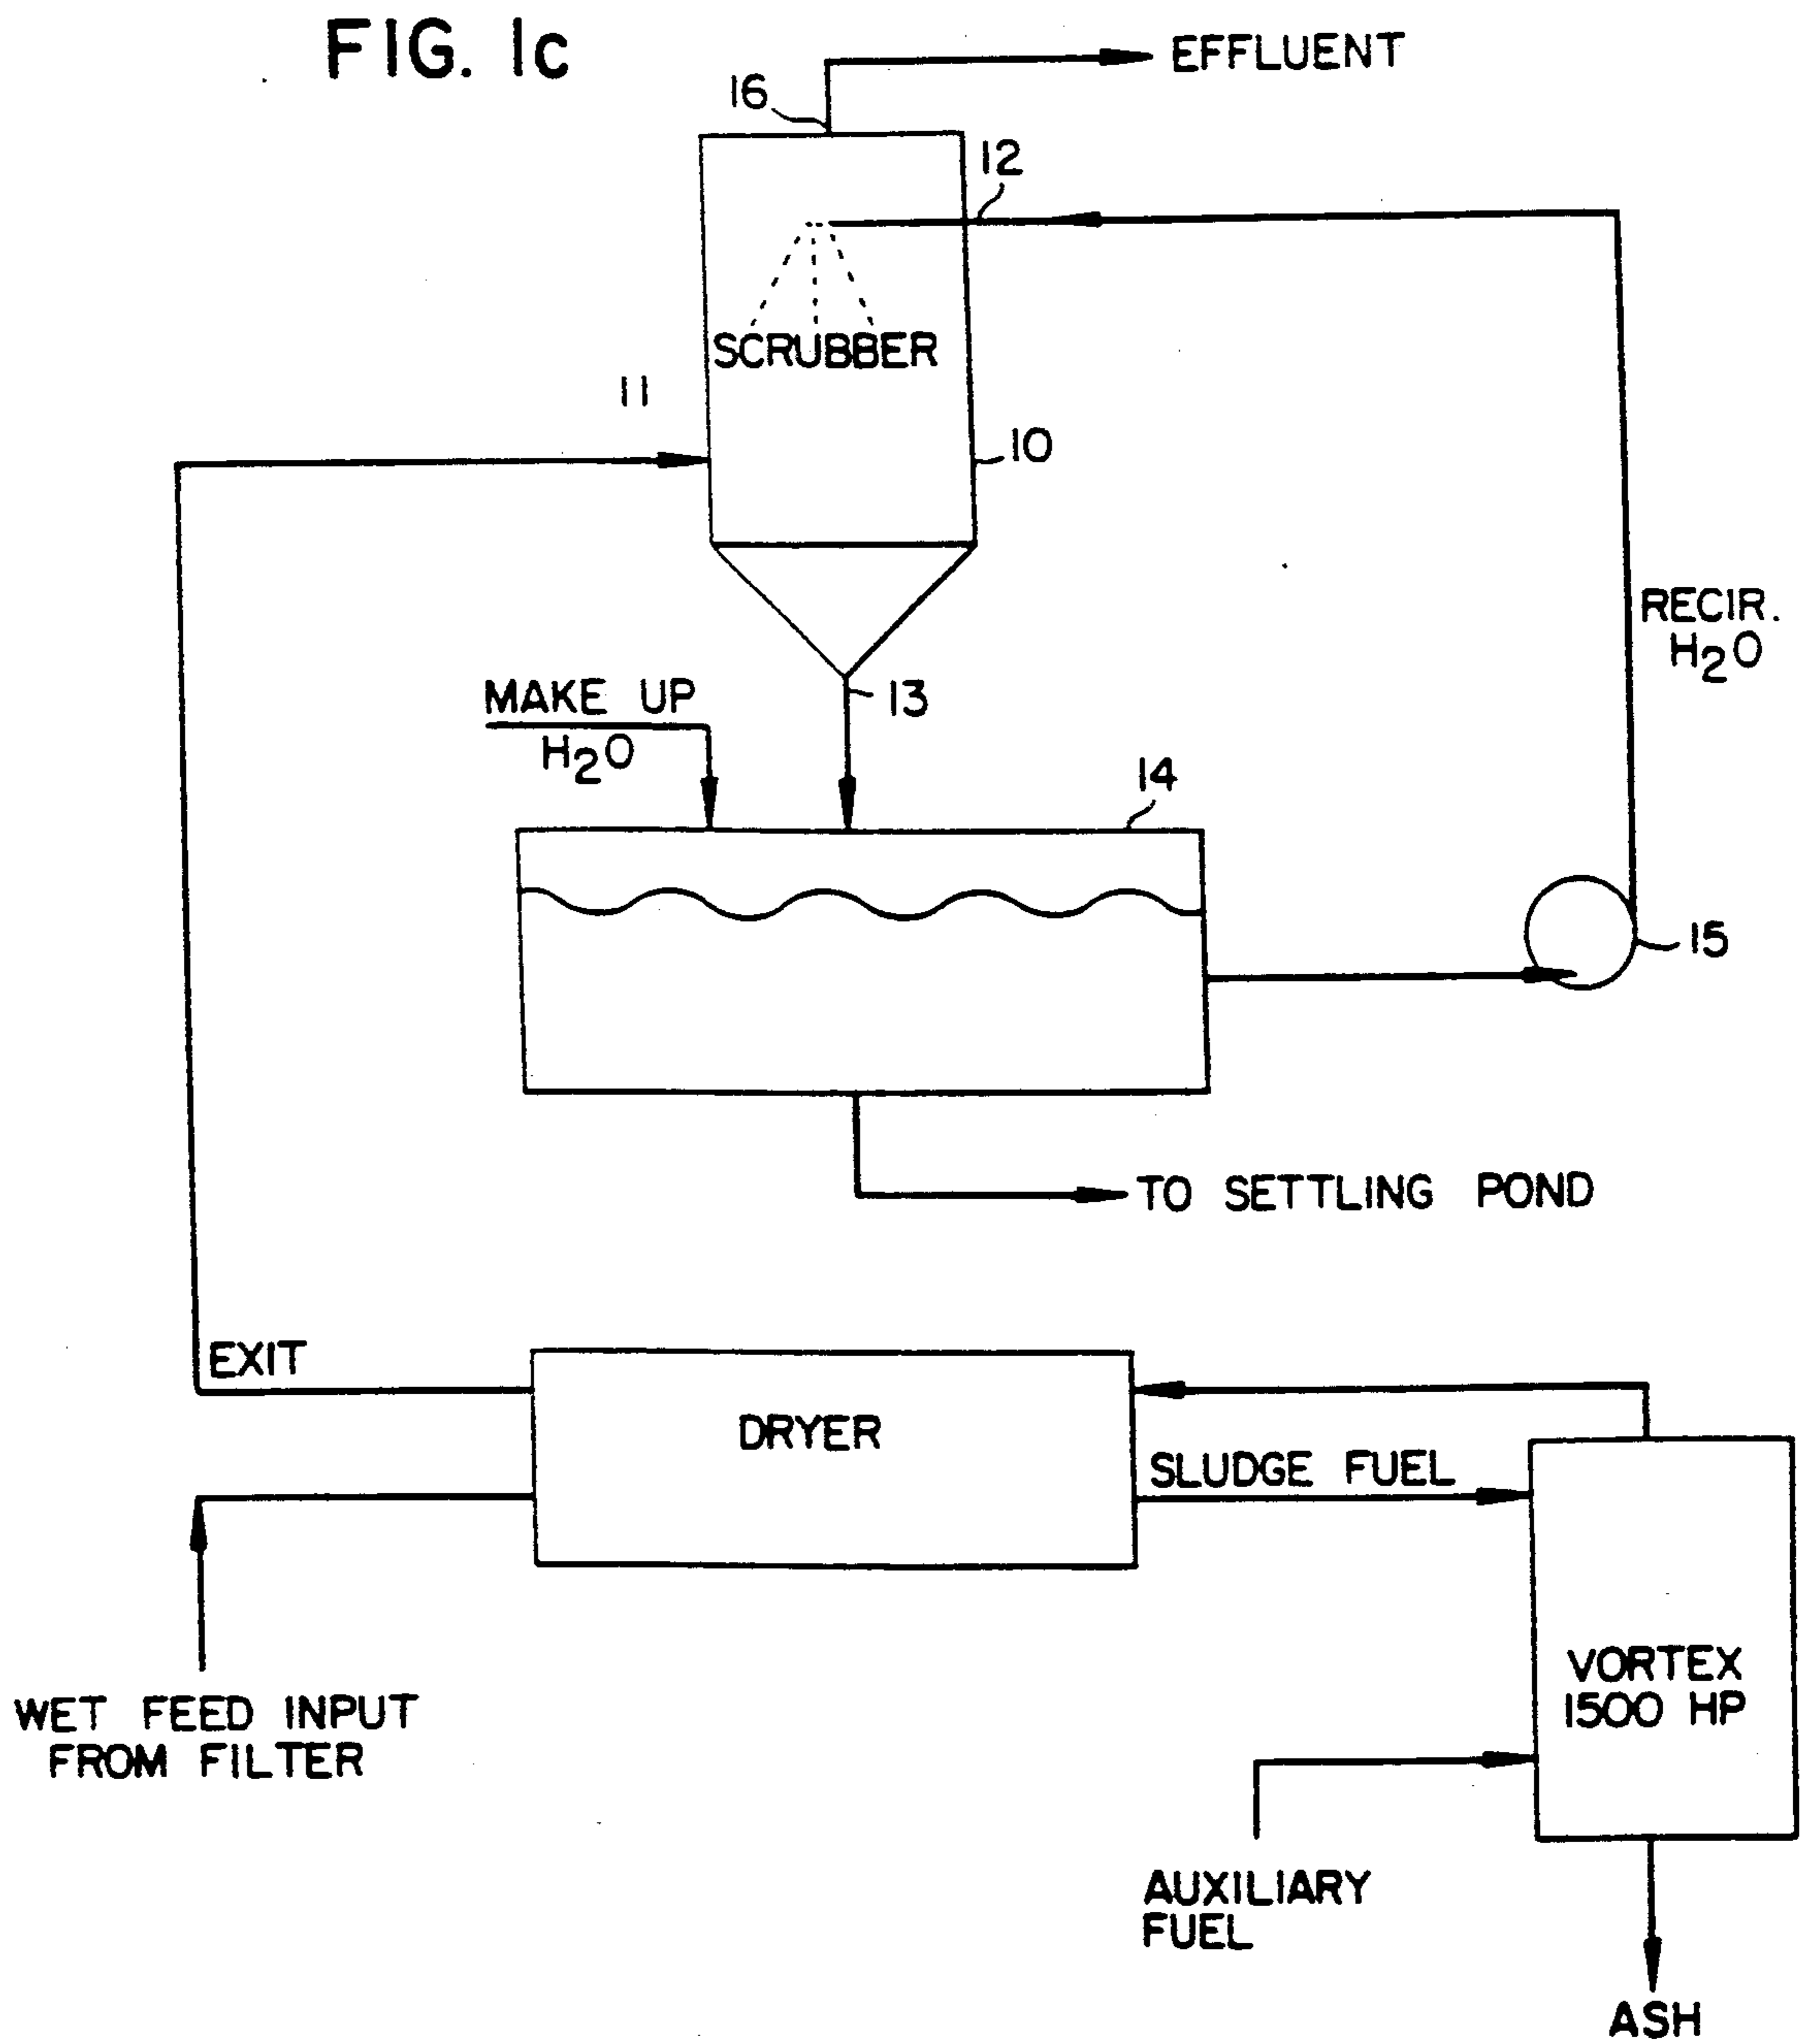 FIG. 1c
EFFLUENT
16
12
SCRUBBER
11
10
RECIR.
H2O
MAKE UP
H2O
13
14
15
TO SETTLING POND
EXIT
DRYER
SLUDGE FUEL
VORTEX
1500 HP
WET FEED INPUT
FROM FILTER
AUXILIARY
FUEL
ASH